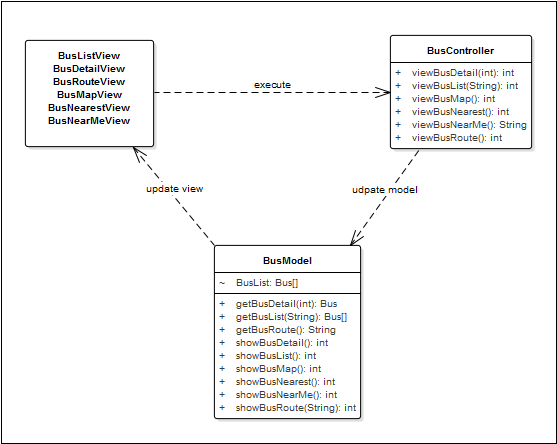 BusListView
BusDetailView
BusRouteView
BusMapView
BusNearestView
BusNearMeView
execute
BusController
+ viewBusDetail(int): int
+ viewBusList(String): int
+ viewBusMap(): int
+ viewBusNearest(): int
+ viewBusNearMe(): String
+ viewBusRoute(): int
update view
udpate model
BusModel
~ BusList: Bus[]
+ getBusDetail(int): Bus
+ getBusList(String): Bus[]
+ getBusRoute(): String
+ showBusDetail(): int
+ showBusList(): int
+ showBusMap(): int
+ showBusNearest(): int
+ showBusNearMe(): int
+ showBusRoute(String): int